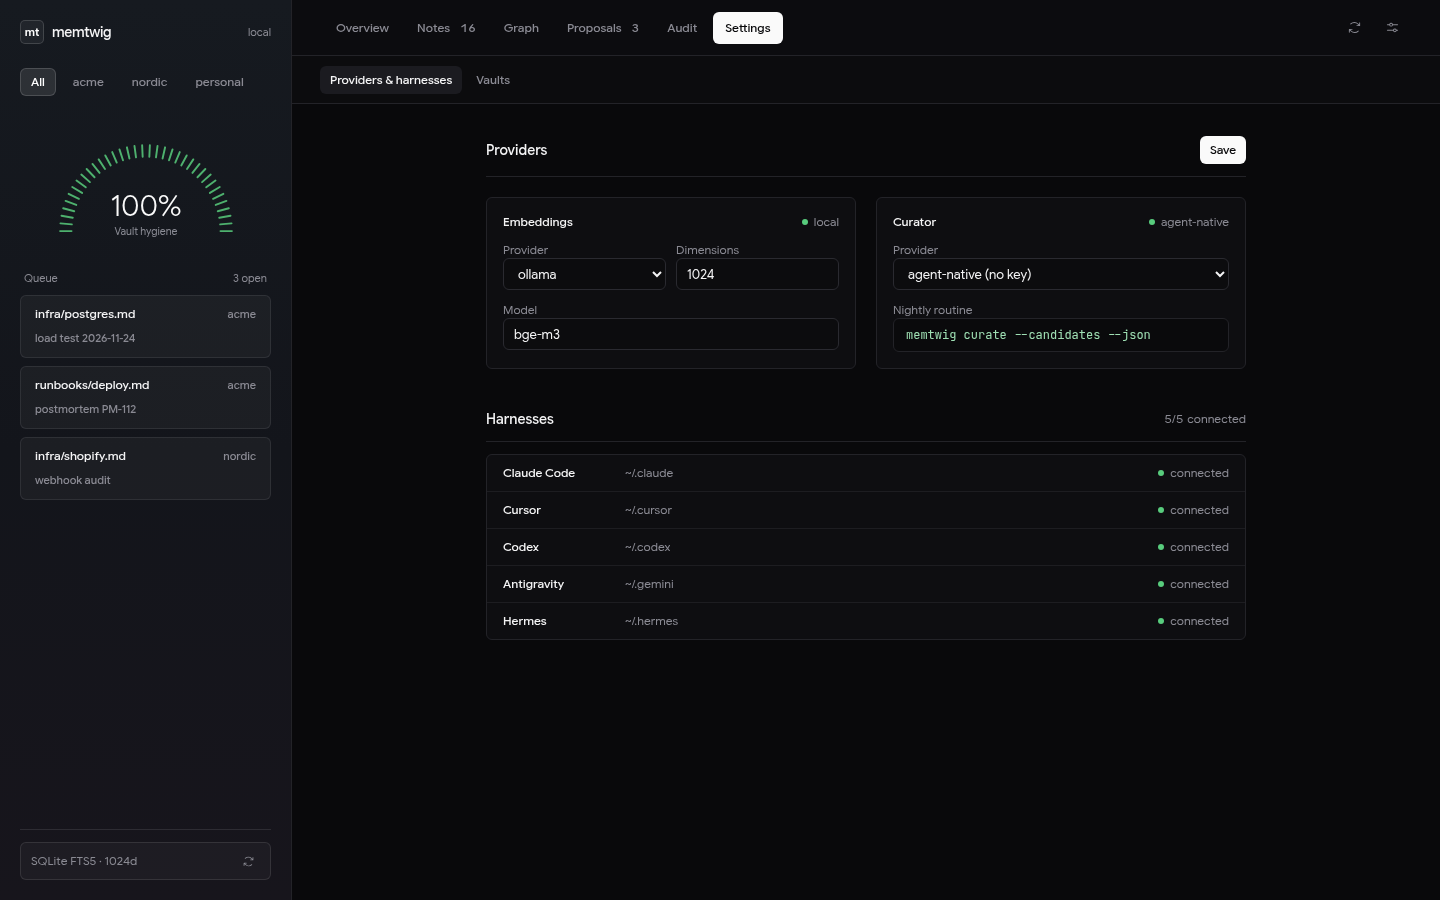 mt memtwig local
All acme nordic personal
100%
Vault hygiene
Queue 3 open
infra/postgres.md acme
load test 2026-11-24
runbooks/deploy.md acme
postmortem PM-112
infra/shopify.md nordic
webhook audit
SQLite FTS5 · 1024d
Overview Notes 16 Graph Proposals 3 Audit Settings
Providers & harnesses Vaults
Providers Save
Embeddings local
Provider Dimensions
ollama 1024
Model
bge-m3
Curator agent-native
Provider
agent-native (no key)
Nightly routine
memtwig curate --candidates --json
Harnesses 5/5 connected
Claude Code ~/.claude connected
Cursor ~/.cursor connected
Codex ~/.codex connected
Antigravity ~/.gemini connected
Hermes ~/.hermes connected